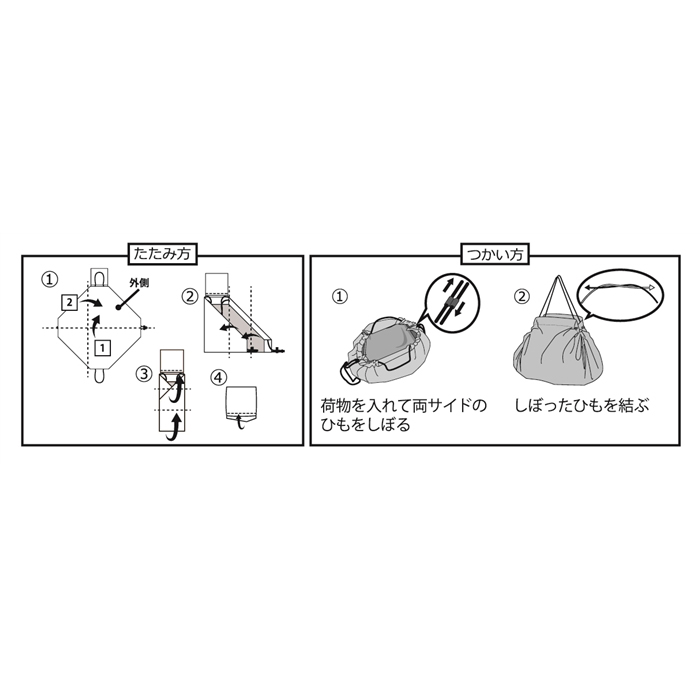 たたみ方
①
2
外側
1
②
③
④
つかい方
①
荷物を入れて両サイドの
ひもをしぼる
②
しぼったひもを結ぶ